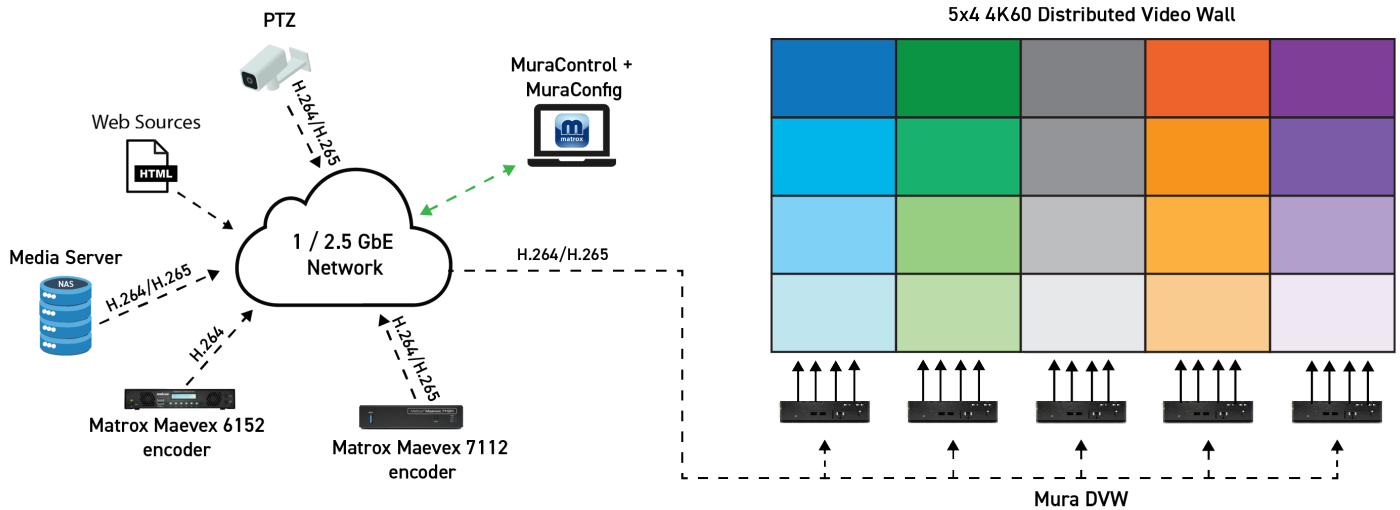 PTZ
5x4 4K60 Distributed Video Wall
MuraControl +
MuraConfig
matrox
H.264/H.265
Web Sources
HTML
1 / 2.5 GbE
Network
H.264/H.265
Media Server
NAS
H.264/H.265
H.264
H.264/H.265
Matrox Maevex 6152
encoder
Matrox Maevex 7112
encoder
Mura DVW